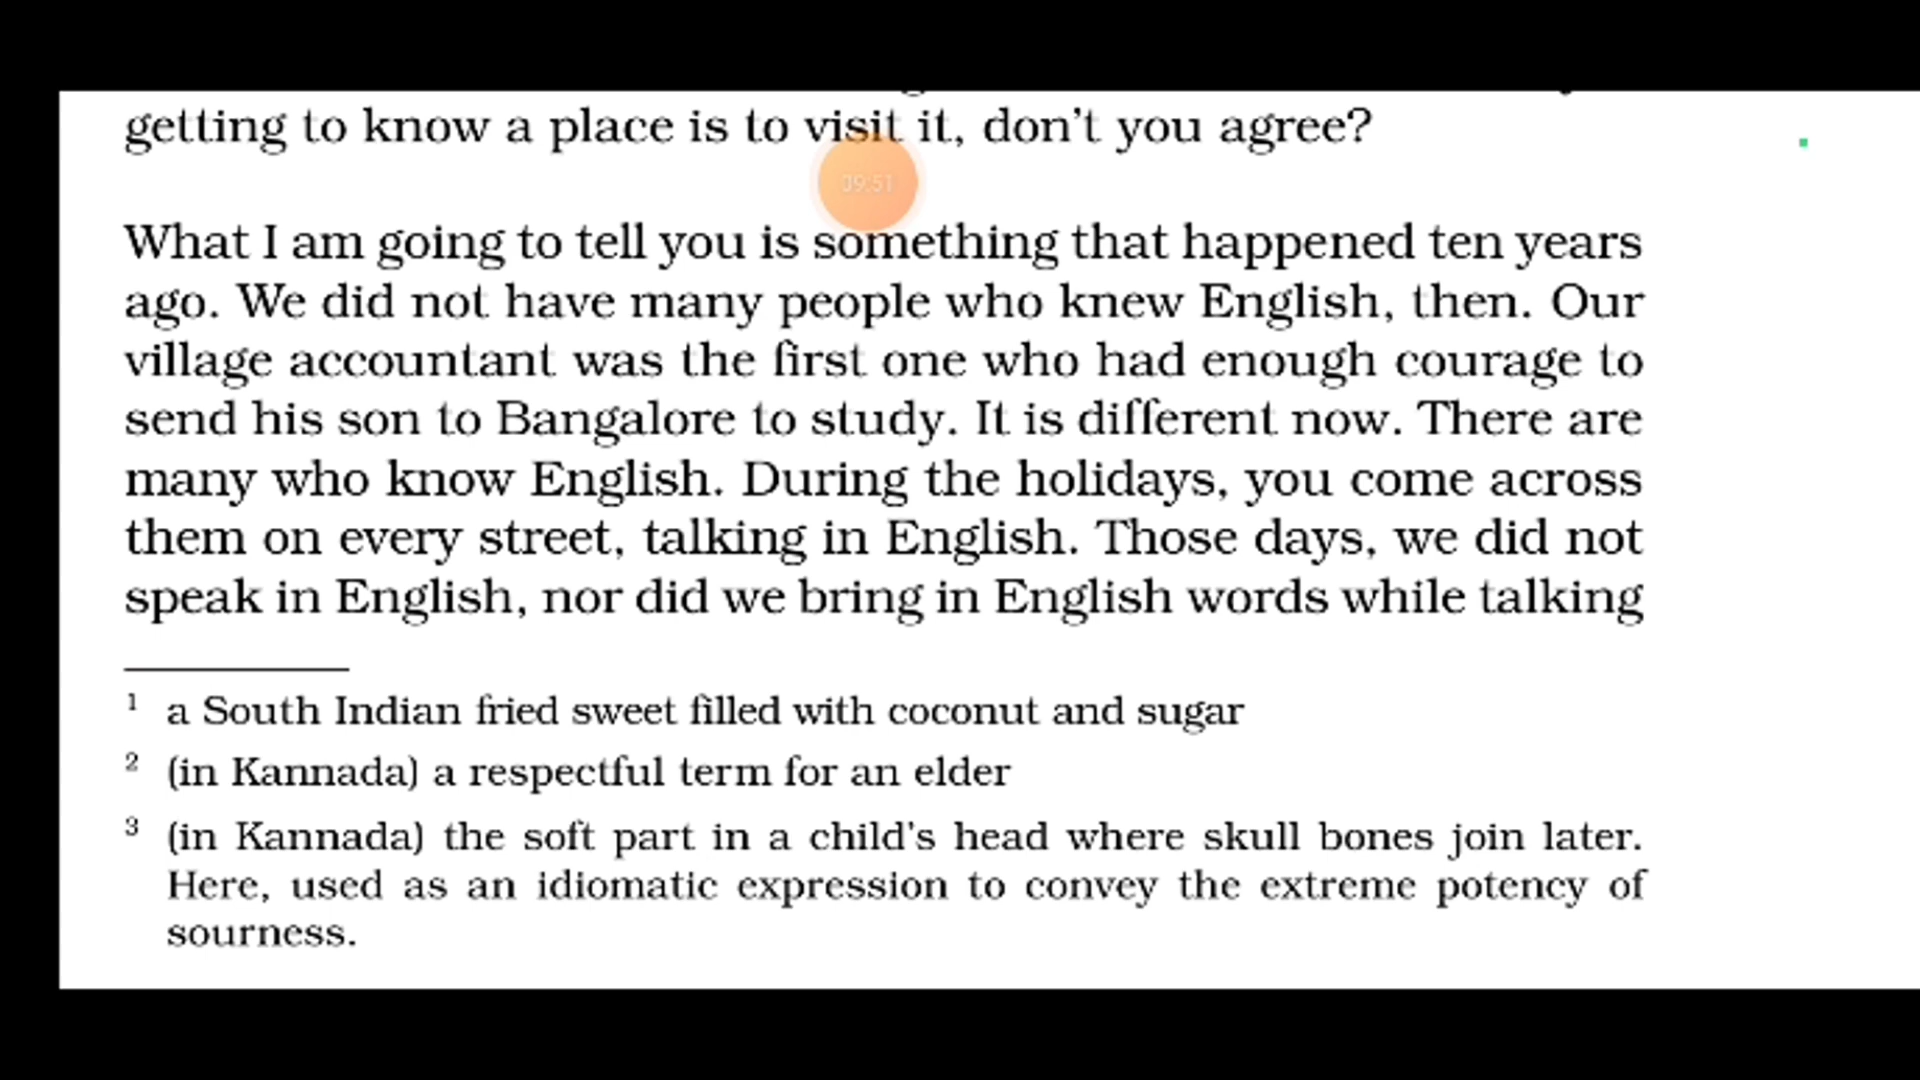 getting to know a place is to visit it, don't you agree?
09:51
What I am going to tell you is something that happened ten years
ago. We did not have many people who knew English, then. Our
village accountant was the first one who had enough courage to
send his son to Bangalore to study. It is different now. There are
many who know English. During the holidays, you come across
them on every street, talking in English. Those days, we did not
speak in English, nor did we bring in English words while talking
1 a South Indian fried sweet filled with coconut and sugar
2 (in Kannada) a respectful term for an elder
3 (in Kannada) the soft part in a child's head where skull bones join later.
Here, used as an idiomatic expression to convey the extreme potency of
sourness.